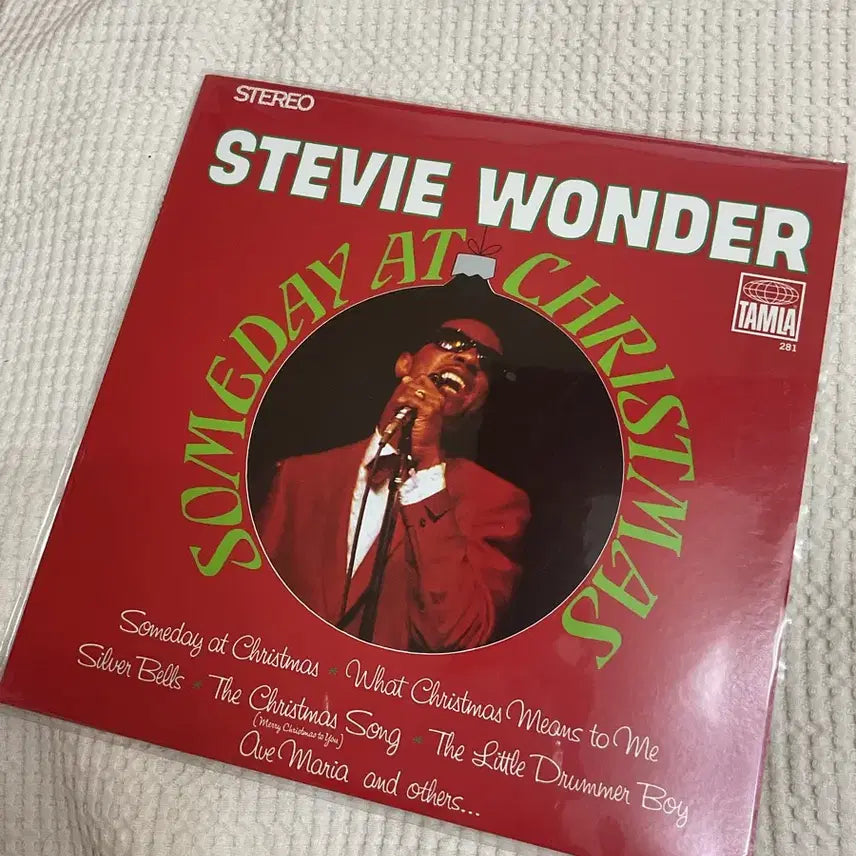 STEREO
STEVIE WONDER
SOMEDAY AT CHRISTMAS
TAMLA
281
Someday at Christmas * What Christmas Means to Me
Silver Bells * The Christmas Song * The Little Drummer Boy
(Merry Christmas to You)
Ave Maria and others...